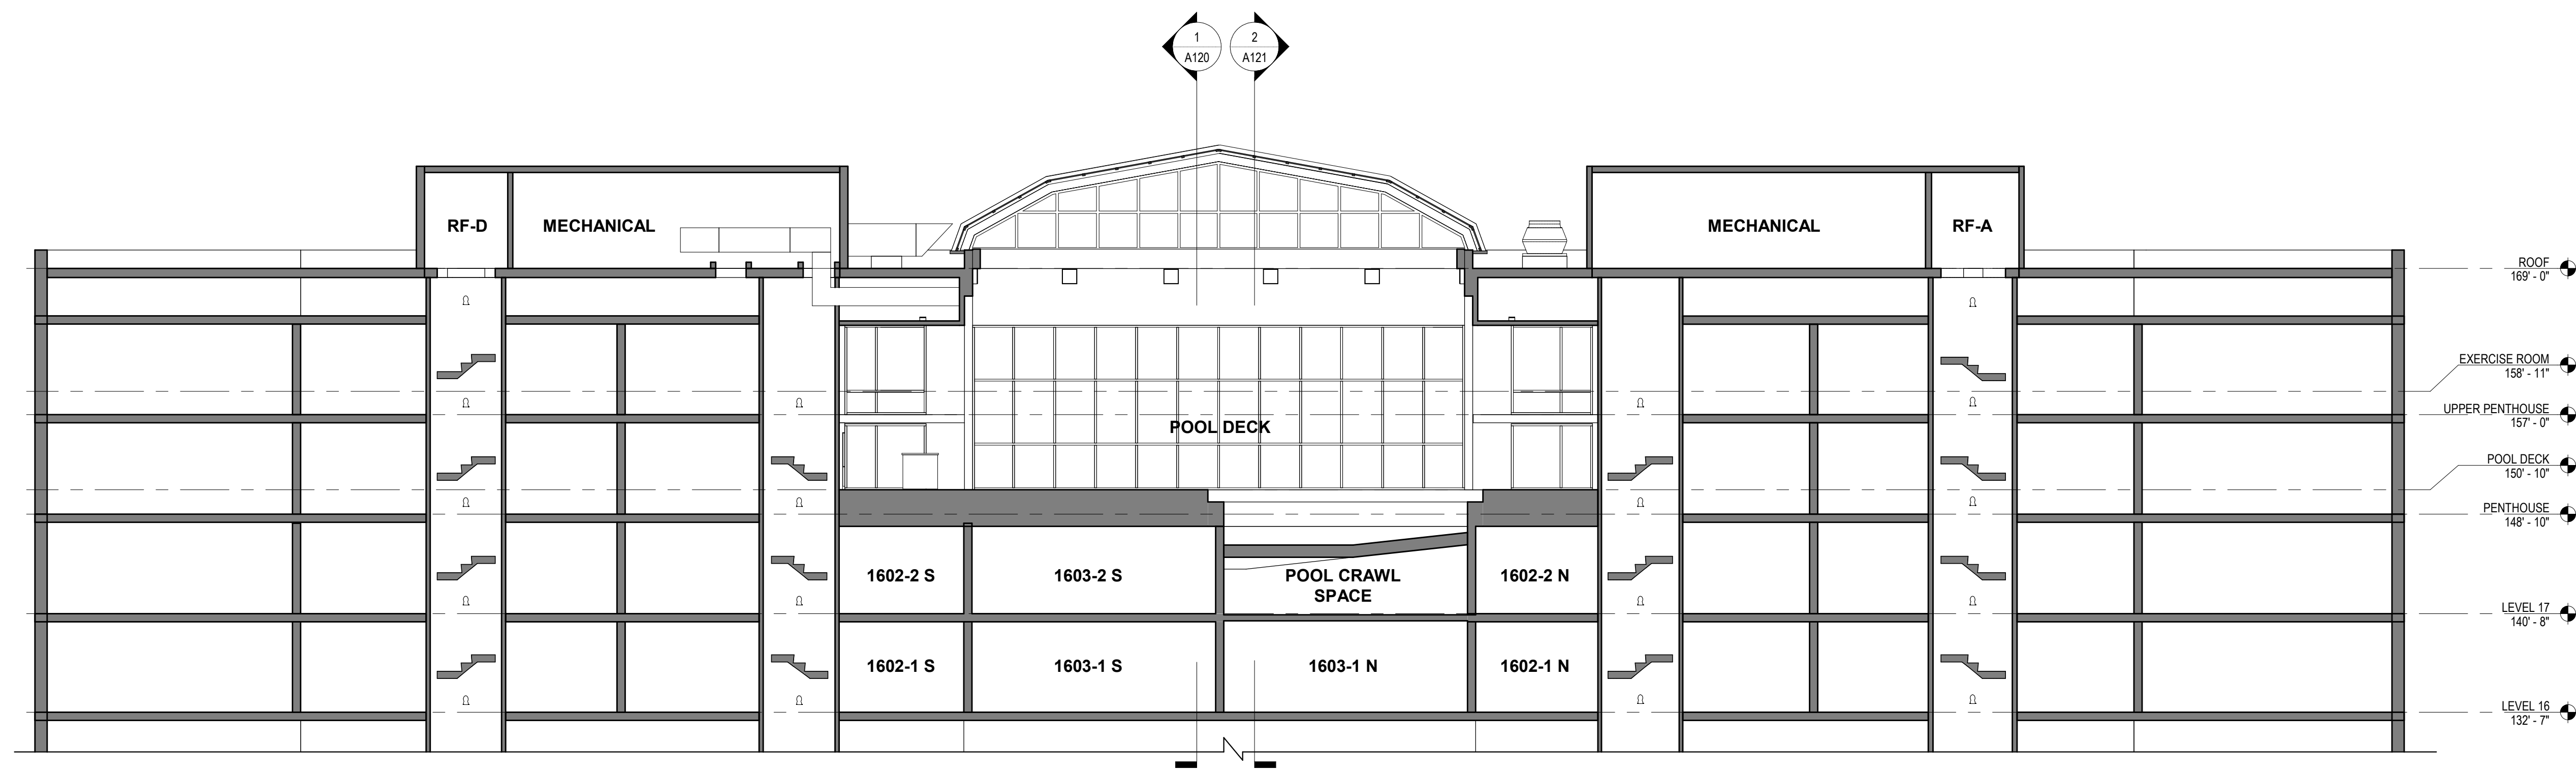 1
A120
2
A121
RF-D
MECHANICAL
MECHANICAL
RF-A
ROOF
169' - 0"
EXERCISE ROOM
158' - 11"
UPPER PENTHOUSE
157' - 0"
POOL DECK
POOL DECK
150' - 10"
PENTHOUSE
148' - 10"
1602-2 S
1603-2 S
POOL CRAWL
SPACE
1602-2 N
LEVEL 17
140' - 8"
1602-1 S
1603-1 S
1603-1 N
1602-1 N
LEVEL 16
132' - 7"